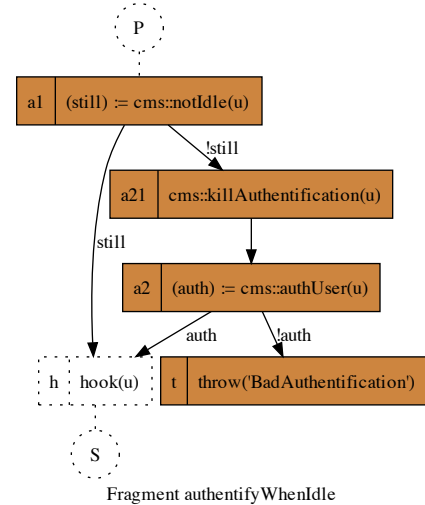 P
a1 (still) := cms::notIdle(u)
!still
a21 cms::killAuthentification(u)
still
a2 (auth) := cms::authUser(u)
auth !auth
h hook(u) t throw('BadAuthentification')
S
Fragment authentifyWhenIdle